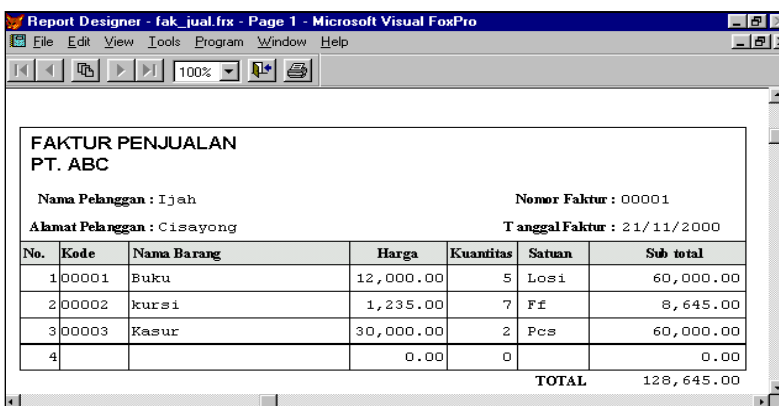 Report Designer - fak_jual.frx - Page 1 - Microsoft Visual FoxPro
File Edit View Tools Program Window Help
100%
FAKTUR PENJUALAN
PT. ABC
Nama Pelanggan : Ijah Nomor Faktur : 00001
Alamat Pelanggan : Cisayong Tanggal Faktur : 21/11/2000
No. Kode Nama Barang Harga Kuantitas Satuan Sub total
1 00001 Buku 12,000.00 5 Losi 60,000.00
2 00002 kursi 1,235.00 7 Ff 8,645.00
3 00003 Kasur 30,000.00 2 Pcs 60,000.00
4 0.00 0 0.00
TOTAL 128,645.00